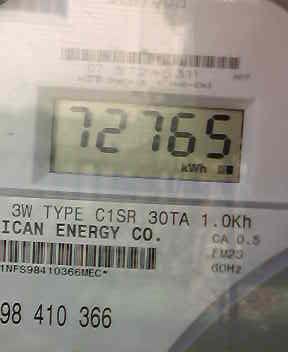 72765
kWh
3W TYPE C1SR 30TA 1.0Kh
ICAN ENERGY CO.
CA 0.5
FM2S
60Hz
1NFS98410366MEC*
98 410 366